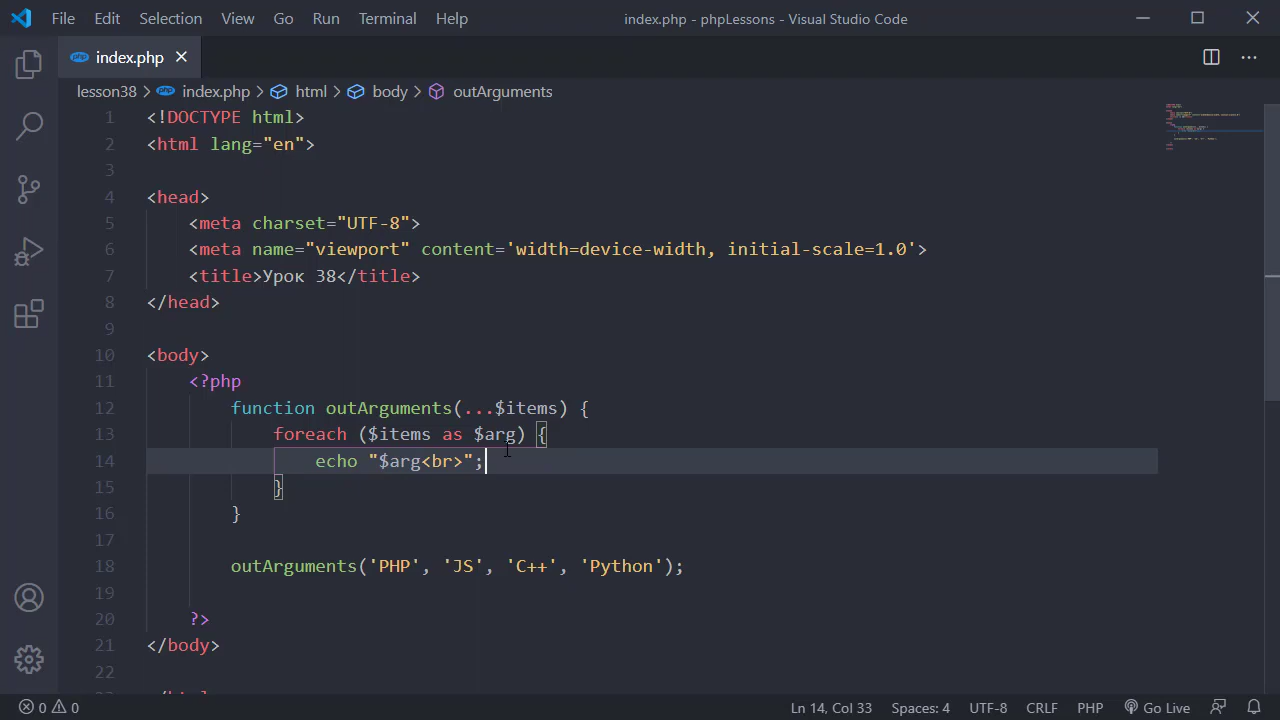 File Edit Selection View Go Run Terminal Help index.php - phpLessons - Visual Studio Code
php index.php
lesson38 > php index.php > html > body > outArguments
1 <!DOCTYPE html>
2 <html lang="en">
3
4 <head>
5 <meta charset="UTF-8">
6 <meta name="viewport" content='width=device-width, initial-scale=1.0'>
7 <title>Урок 38</title>
8 </head>
9
10 <body>
11 <?php
12 function outArguments(...$items) {
13 foreach ($items as $arg) {
14 echo "$arg<br>";
15 }
16 }
17
18 outArguments('PHP', 'JS', 'C++', 'Python');
19
20 ?>
21 </body>
22
0 0 Ln 14, Col 33 Spaces: 4 UTF-8 CRLF PHP Go Live